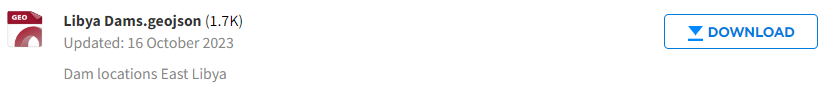 GEO
Libya Dams.geojson (1.7K)
Updated: 16 October 2023
DOWNLOAD
Dam locations East Libya